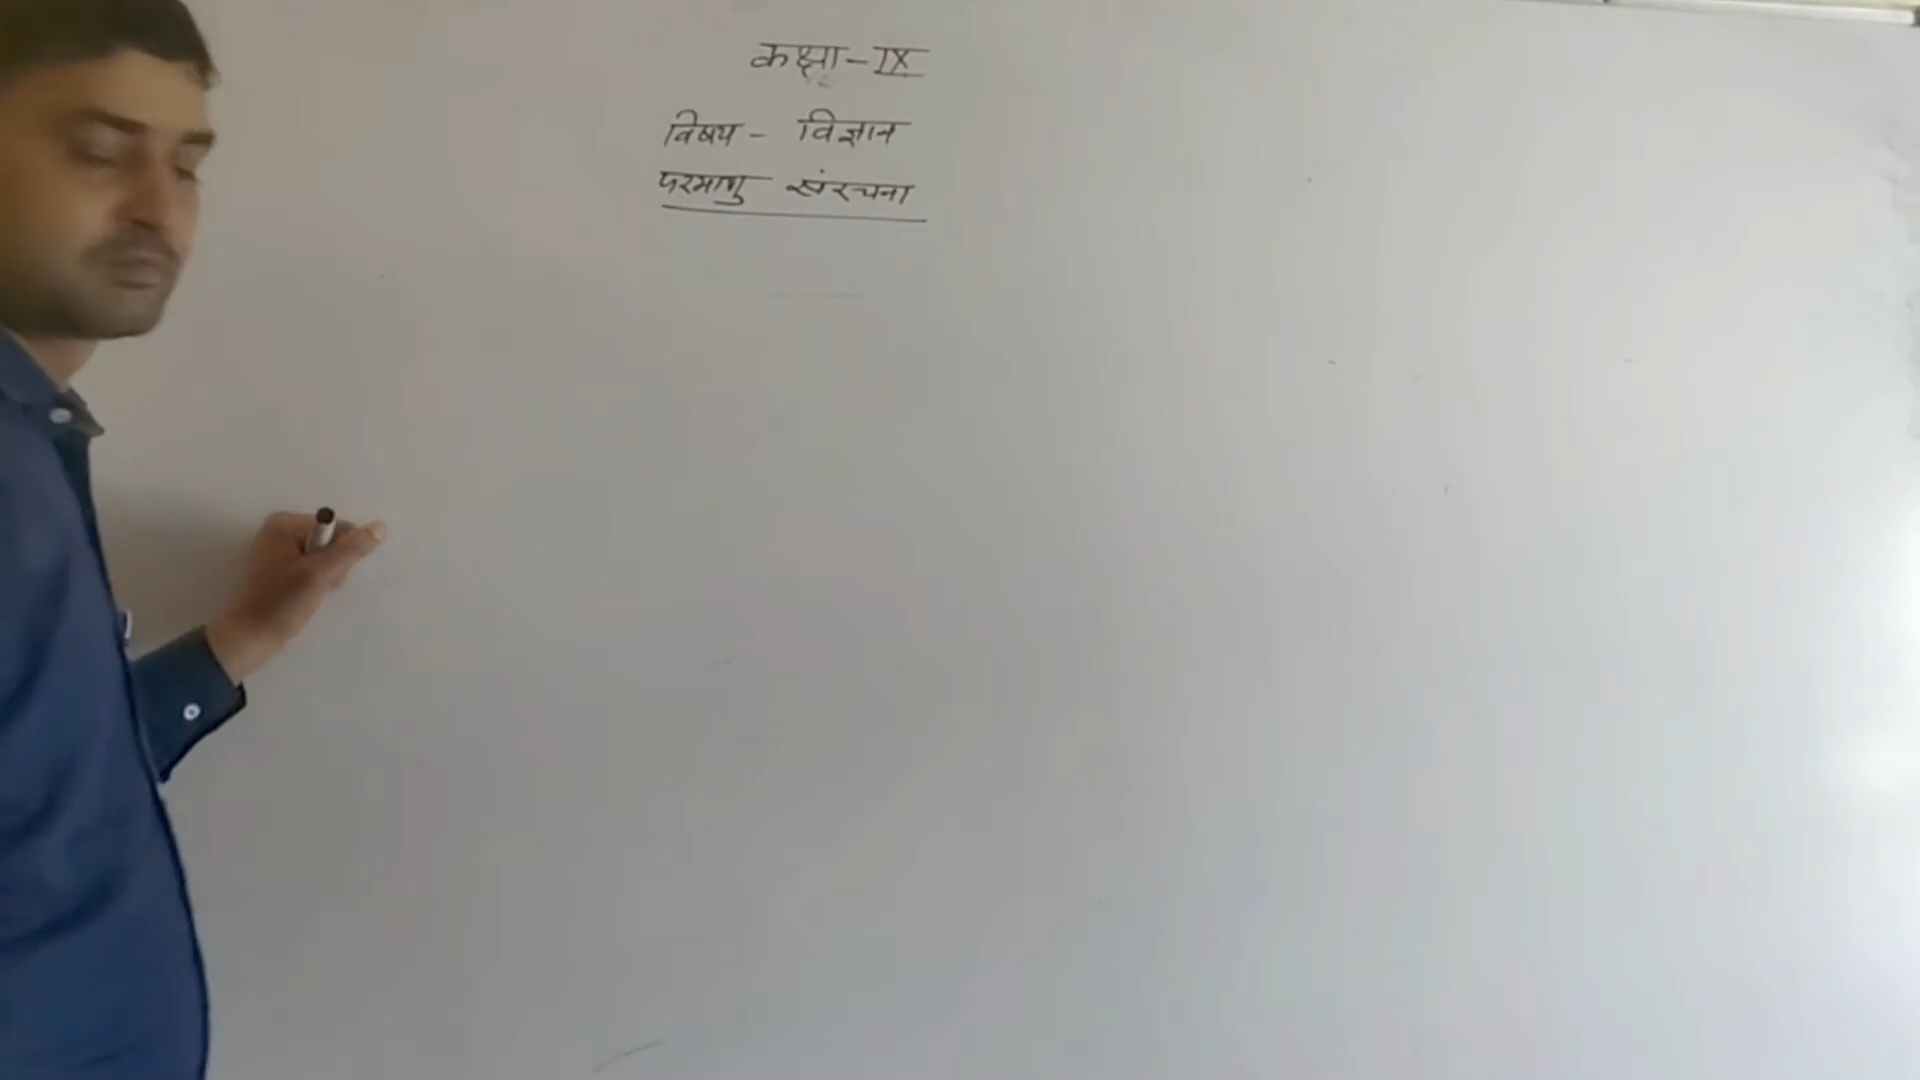 कक्षा - IX
विषय - विज्ञान
परमाणु संरचना